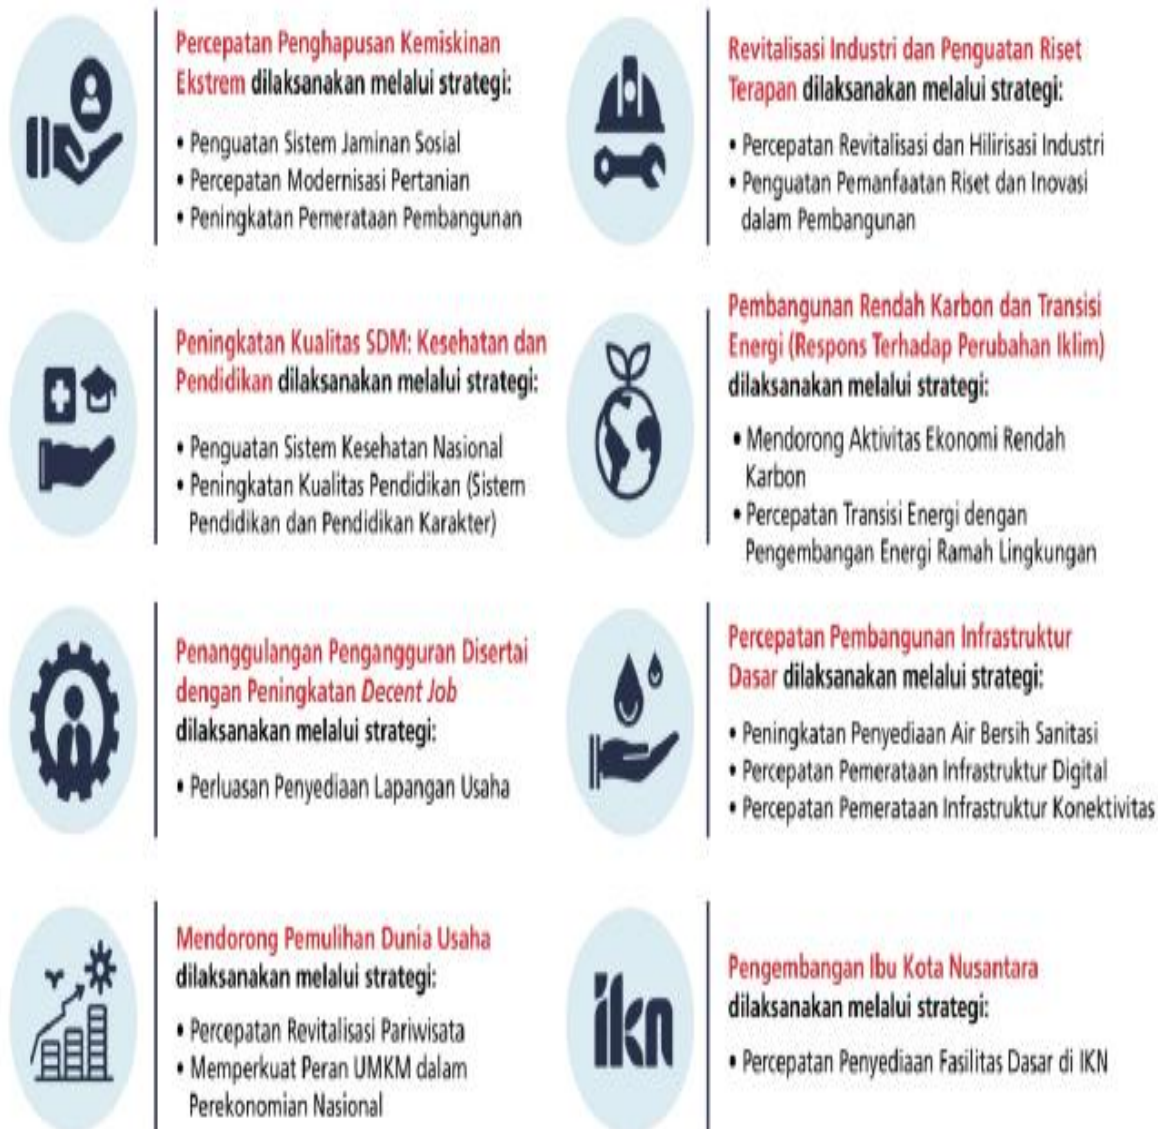 Percepatan Penghapusan Kemiskinan
Ekstrem dilaksanakan melalui strategi:
• Penguatan Sistem Jaminan Sosial
• Percepatan Modernisasi Pertanian
• Peningkatan Pemerataan Pembangunan
Peningkatan Kualitas SDM: Kesehatan dan
Pendidikan dilaksanakan melalui strategi:
• Penguatan Sistem Kesehatan Nasional
• Peningkatan Kualitas Pendidikan (Sistem
Pendidikan dan Pendidikan Karakter)
Penanggulangan Pengangguran Disertai
dengan Peningkatan Decent Job
dilaksanakan melalui strategi:
• Perluasan Penyediaan Lapangan Usaha
Mendorong Pemulihan Dunia Usaha
dilaksanakan melalui strategi:
• Percepatan Revitalisasi Pariwisata
• Memperkuat Peran UMKM dalam
Perekonomian Nasional
Revitalisasi Industri dan Penguatan Riset
Terapan dilaksanakan melalui strategi:
• Percepatan Revitalisasi dan Hilirisasi Industri
• Penguatan Pemanfaatan Riset dan Inovasi
dalam Pembangunan
Pembangunan Rendah Karbon dan Transisi
Energi (Respons Terhadap Perubahan Iklim)
dilaksanakan melalui strategi:
• Mendorong Aktivitas Ekonomi Rendah
Karbon
• Percepatan Transisi Energi dengan
Pengembangan Energi Ramah Lingkungan
Percepatan Pembangunan Infrastruktur
Dasar dilaksanakan melalui strategi:
• Peningkatan Penyediaan Air Bersih Sanitasi
• Percepatan Pemerataan Infrastruktur Digital
• Percepatan Pemerataan Infrastruktur Konektivitas
ikn
Pengembangan Ibu Kota Nusantara
dilaksanakan melalui strategi:
• Percepatan Penyediaan Fasilitas Dasar di IKN